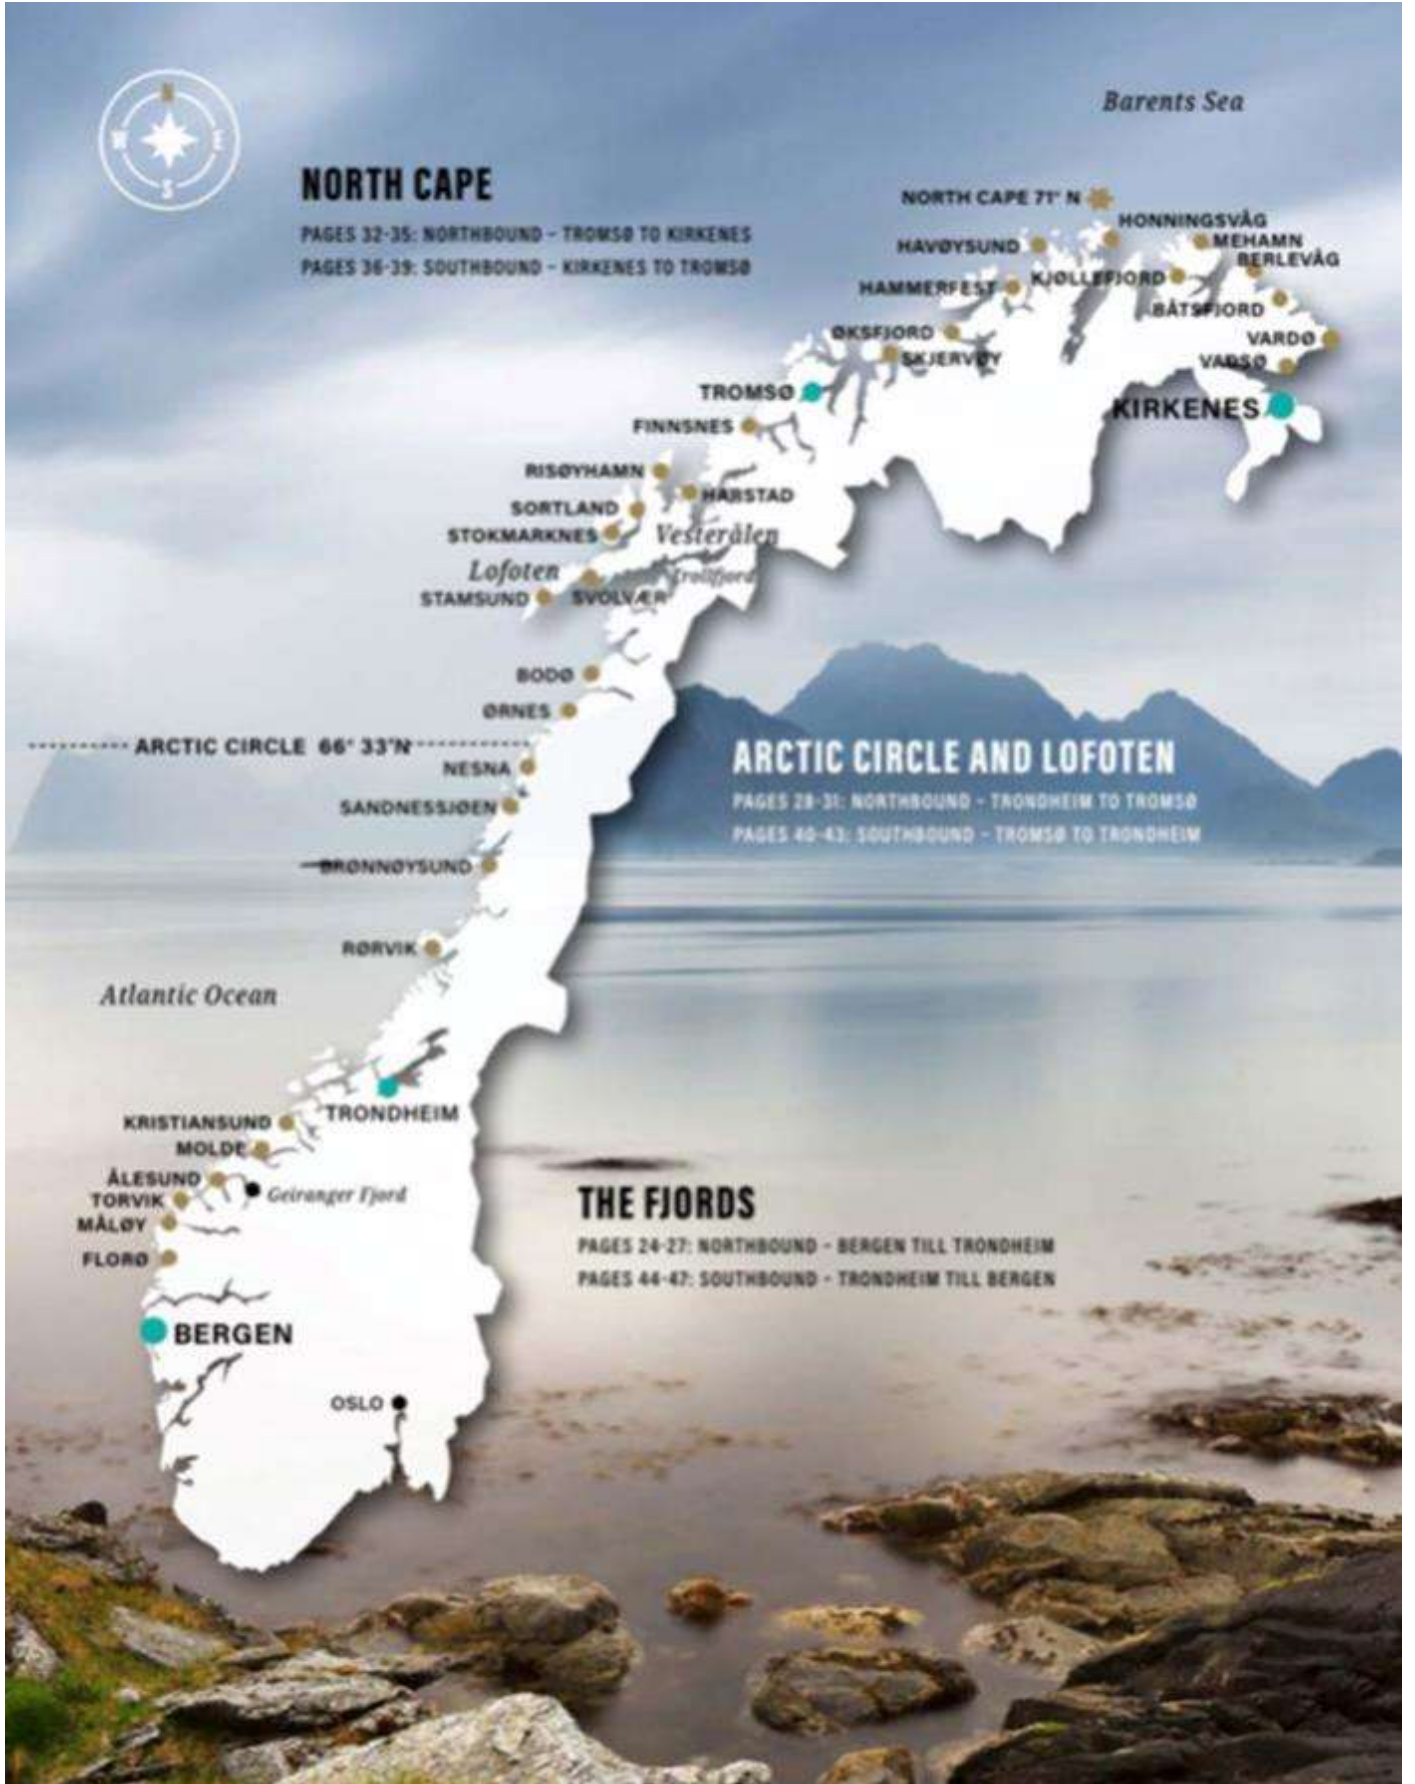 N
W
E
S
Barents Sea
NORTH CAPE
PAGES 32-35: NORTHBOUND – TROMSØ TO KIRKENES
PAGES 36-39: SOUTHBOUND – KIRKENES TO TROMSØ
NORTH CAPE 71° N
HONNINGSVÅG
HAVØYSUND
MEHAMN
BERLEVÅG
HAMMERFEST
KJØLLEFJORD
BÅTSFJORD
ØKSFJORD
VARDØ
SKJERVØY
VADSØ
TROMSØ
KIRKENES
FINNSNES
RISØYHAMN
HARSTAD
SORTLAND
STOKMARKNES
Vesterålen
Lofoten
Trollfjord
STAMSUND
SVOLVÆR
BODØ
ØRNES
ARCTIC CIRCLE 66° 33'N
NESNA
ARCTIC CIRCLE AND LOFOTEN
PAGES 28-31: NORTHBOUND – TRONDHEIM TO TROMSØ
PAGES 40-43: SOUTHBOUND – TROMSØ TO TRONDHEIM
SANDNESSJØEN
BRØNNØYSUND
RØRVIK
Atlantic Ocean
TRONDHEIM
KRISTIANSUND
MOLDE
ÅLESUND
TORVIK
Geiranger Fjord
MÅLØY
FLORØ
THE FJORDS
PAGES 24-27: NORTHBOUND – BERGEN TILL TRONDHEIM
PAGES 44-47: SOUTHBOUND – TRONDHEIM TILL BERGEN
BERGEN
OSLO